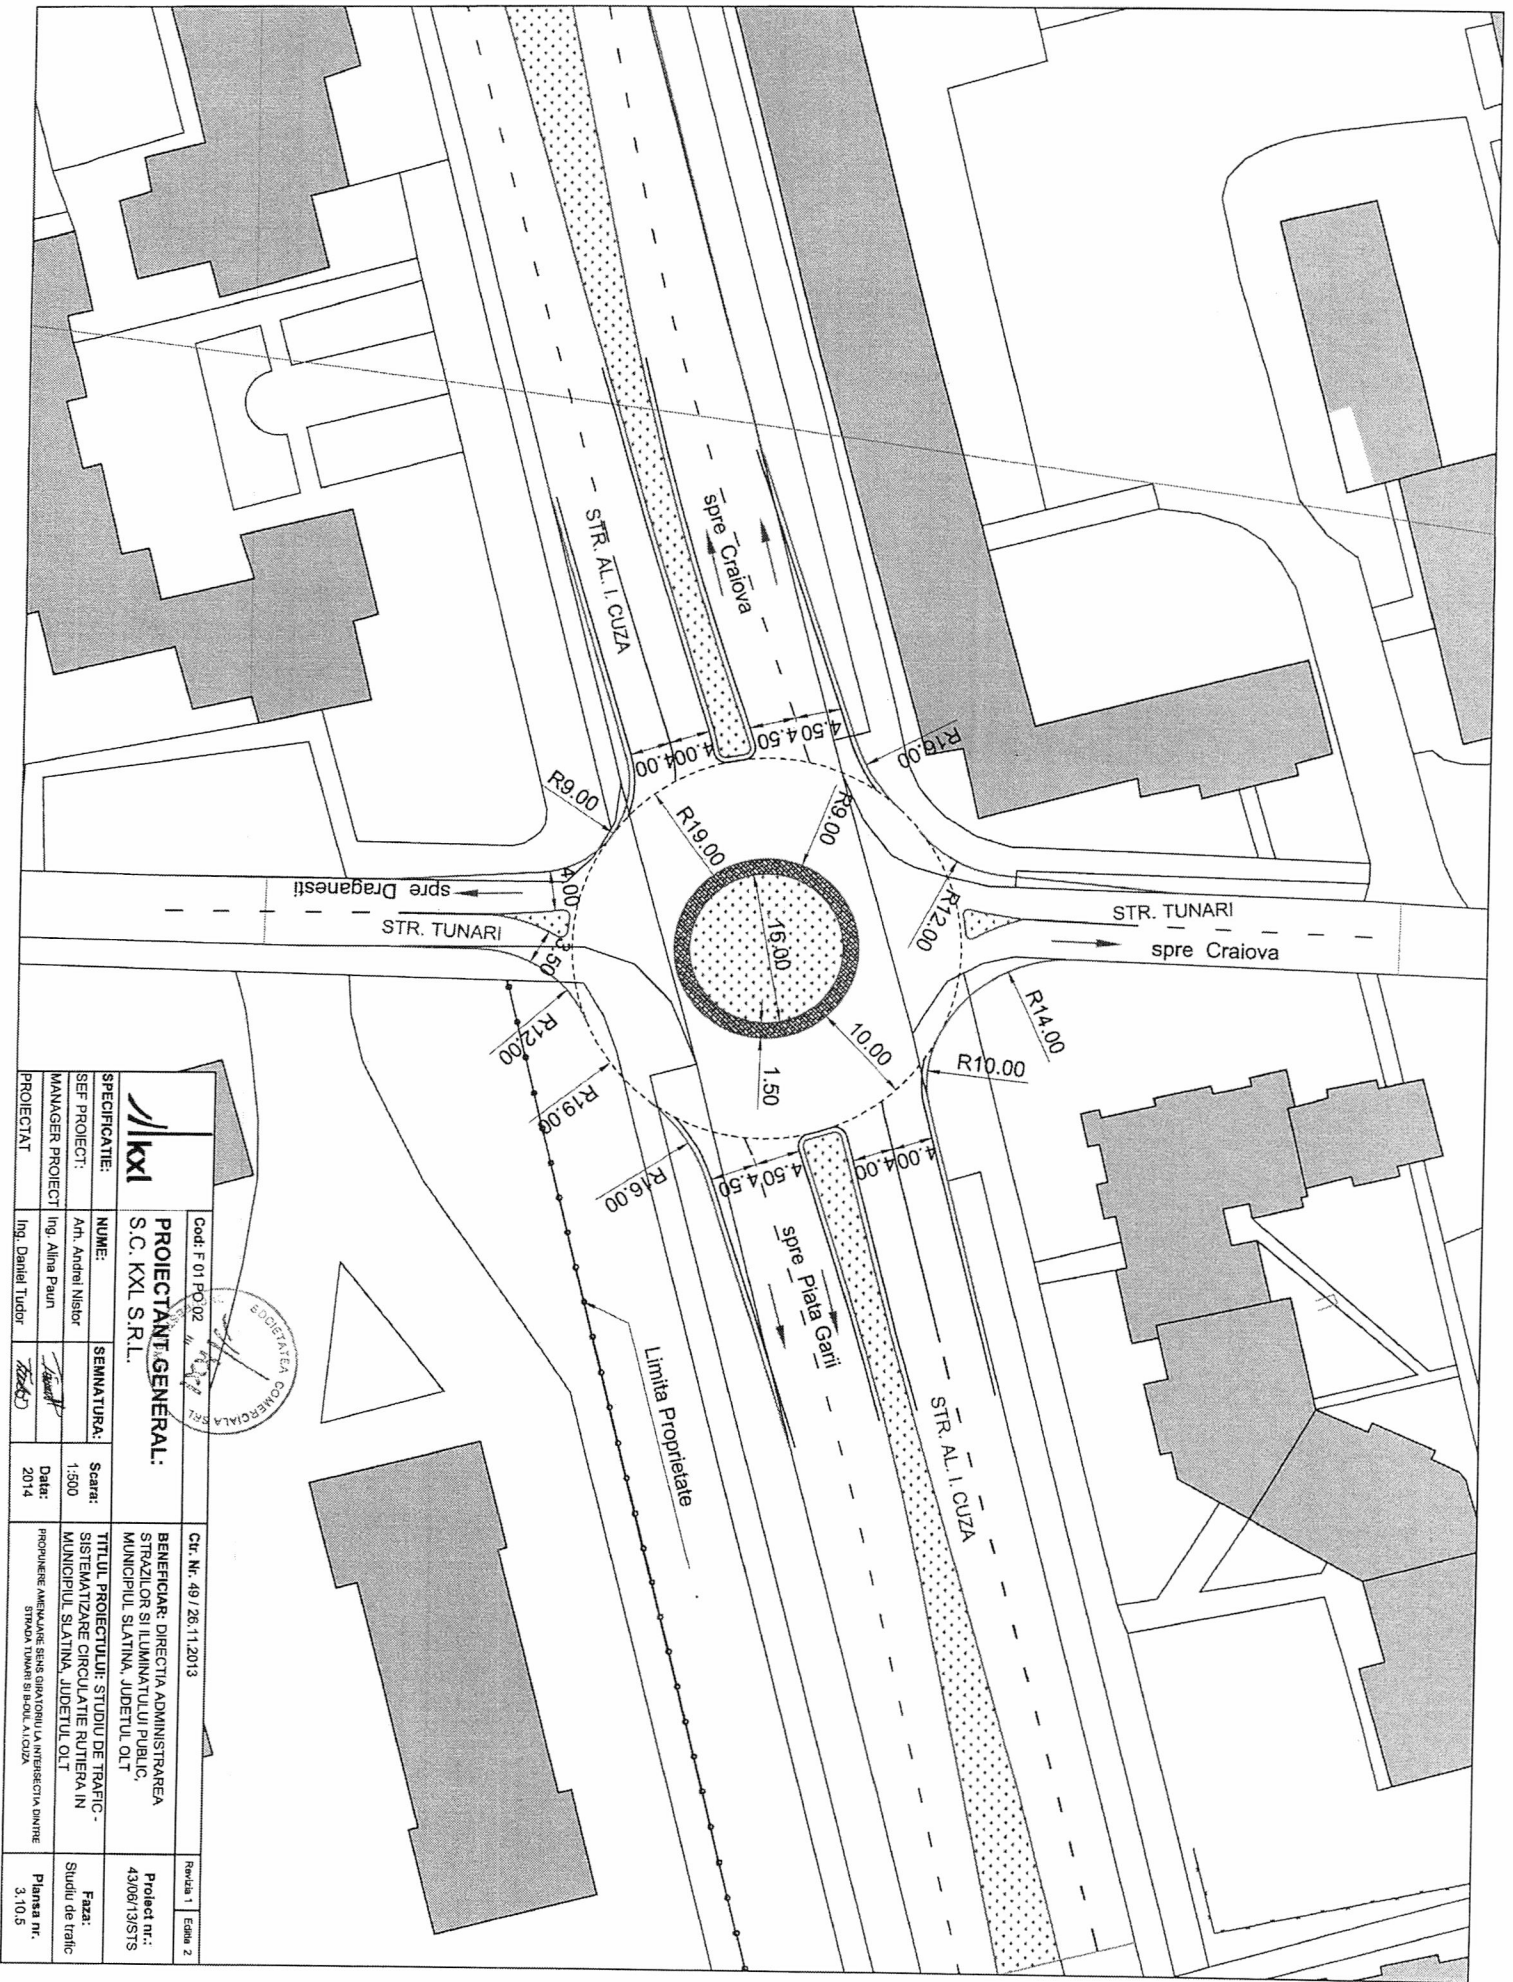 STR. AL. I. CUZA
spre Craiova
4.00
4.00
4.50
4.50
R16.00
R9.00
R19.00
R9.00
R12.00
STR. TUNARI
spre Craiova
spre Draganesti
STR. TUNARI
4.00
3.50
15.00
1.50
10.00
R14.00
R10.00
R12.00
R19.00
R16.00
4.50
4.50
4.00
4.00
spre Piata Garii
STR. AL. I. CUZA
Limita Proprietate
Cod: F 01 PO 02
Ctr. Nr. 49 / 26.11.2013
Revizia 1
Editia 2
kxl
PROIECTANT GENERAL:
S.C. KXL S.R.L.
BENEFICIAR: DIRECTIA ADMINISTRAREA
STRAZILOR SI ILUMINATULUI PUBLIC,
MUNICIPIUL SLATINA, JUDETUL OLT
Proiect nr.:
43/06/13/STS
SPECIFICATIE:
NUME:
SEMNATURA:
Scara:
1:500
TITLUL PROIECTULUI: STUDIU DE TRAFIC -
SISTEMATIZARE CIRCULATIE RUTIERA IN
MUNICIPIUL SLATINA, JUDETUL OLT
Faza:
Studiu de trafic
SEF PROIECT:
Arh. Andrei Nistor
MANAGER PROIECT
Ing. Alina Paun
Data:
2014
PROPUNERE AMENAJARE SENS GIRATORIU LA INTERSECTIA DINTRE
STRADA TUNARI SI B-DUL A.I.CUZA
Plansa nr.
3.10.5
PROIECTAT
Ing. Daniel Tudor
SOCIETATEA COMERCIALA SRL